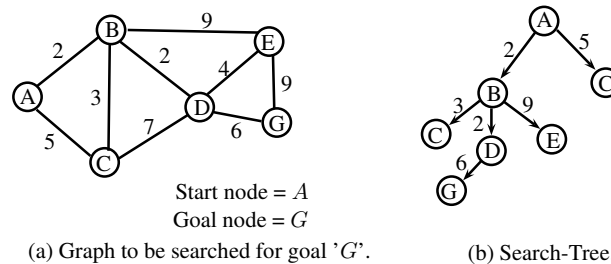 B
9
E
2
2
4
9
A
3
D
6
G
5
7
C
Start node = A
Goal node = G
(a) Graph to be searched for goal 'G'.
A
2
5
B
C
3
2
9
C
D
E
6
G
(b) Search-Tree